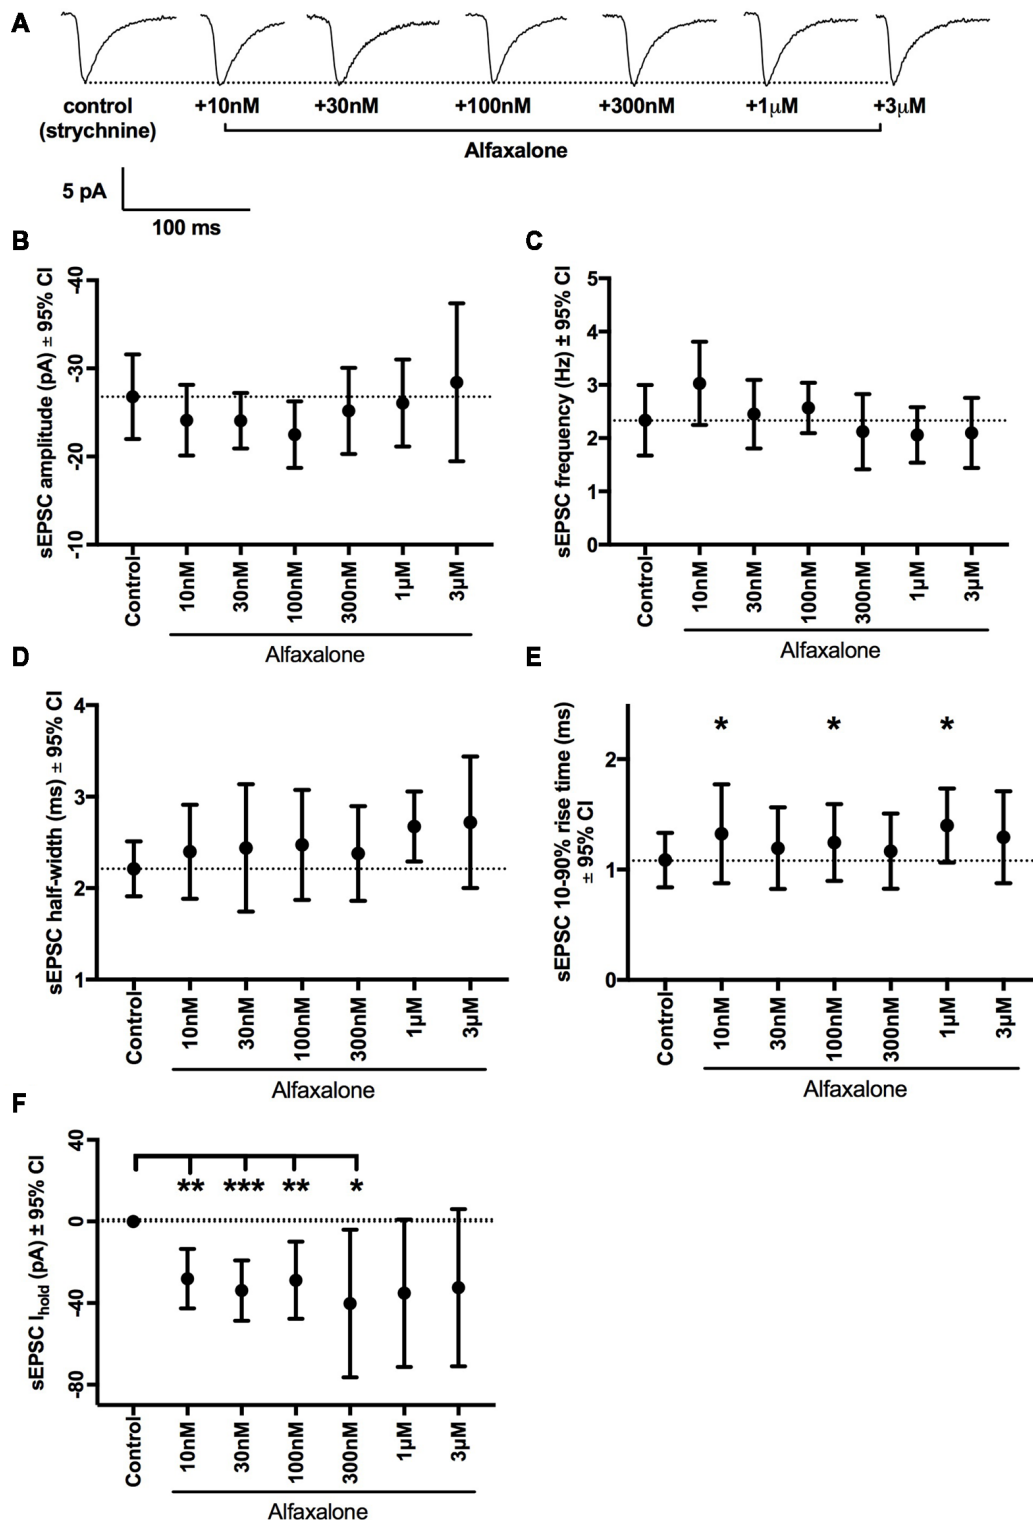 A
control
(strychnine)
+10nM
+30nM
+100nM
+300nM
+1μM
+3μM
Alfaxalone
5 pA
100 ms
B
sEPSC amplitude (pA) ± 95% CI
-40
-30
-20
-10
Control
10nM
30nM
100nM
300nM
1μM
3μM
Alfaxalone
C
sEPSC frequency (Hz) ± 95% CI
5
4
3
2
1
0
Control
10nM
30nM
100nM
300nM
1μM
3μM
Alfaxalone
D
sEPSC half-width (ms) ± 95% CI
4
3
2
1
Control
10nM
30nM
100nM
300nM
1μM
3μM
Alfaxalone
E
sEPSC 10-90% rise time (ms)
± 95% CI
2
1
0
* * *
Control
10nM
30nM
100nM
300nM
1μM
3μM
Alfaxalone
F
sEPSC Ihold (pA) ± 95% CI
40
0
-40
-80
** *** ** *
Control
10nM
30nM
100nM
300nM
1μM
3μM
Alfaxalone